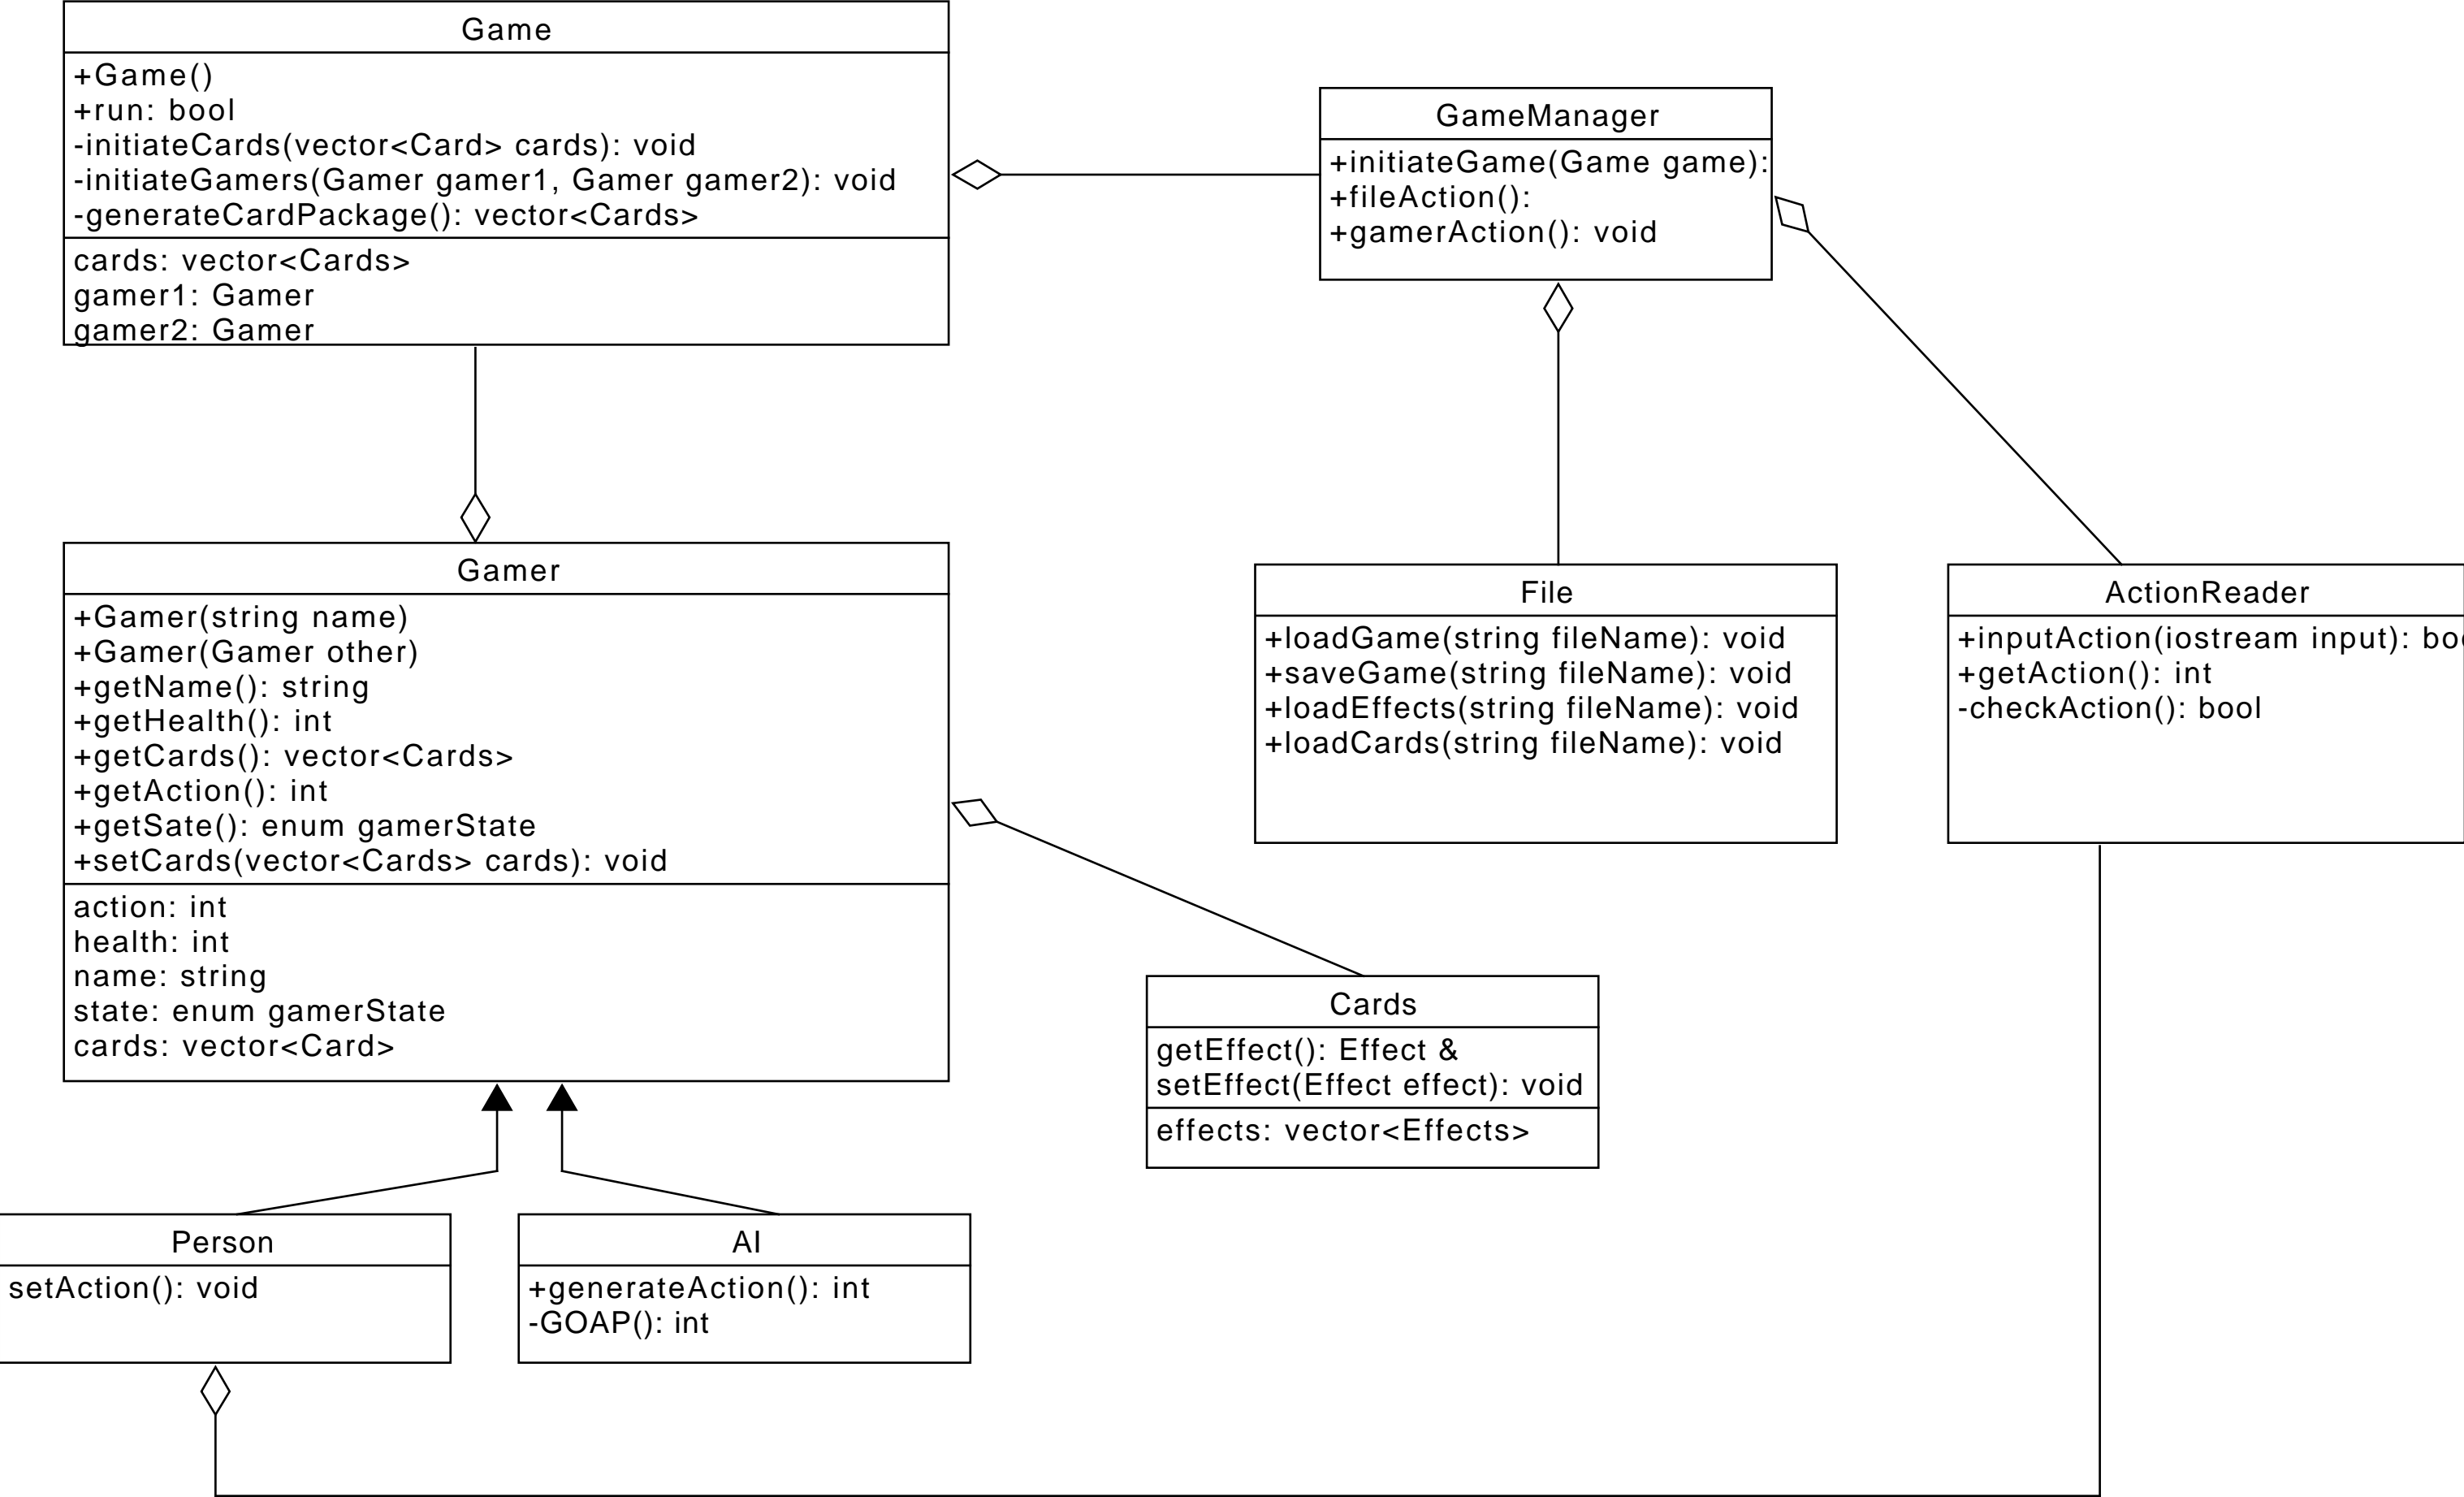 Game
+Game()
+run: bool
-initiateCards(vector<Card> cards): void
-initiateGamers(Gamer gamer1, Gamer gamer2): void
-generateCardPackage(): vector<Cards>
cards: vector<Cards>
gamer1: Gamer
gamer2: Gamer
GameManager
+initiateGame(Game game):
+fileAction():
+gamerAction(): void
Gamer
+Gamer(string name)
+Gamer(Gamer other)
+getName(): string
+getHealth(): int
+getCards(): vector<Cards>
+getAction(): int
+getSate(): enum gamerState
+setCards(vector<Cards> cards): void
action: int
health: int
name: string
state: enum gamerState
cards: vector<Card>
File
+loadGame(string fileName): void
+saveGame(string fileName): void
+loadEffects(string fileName): void
+loadCards(string fileName): void
ActionReader
+inputAction(iostream input):
+getAction(): int
-checkAction(): bool
Cards
getEffect(): Effect &
setEffect(Effect effect): void
effects: vector<Effects>
Person
setAction(): void
AI
+generateAction(): int
-GOAP(): int